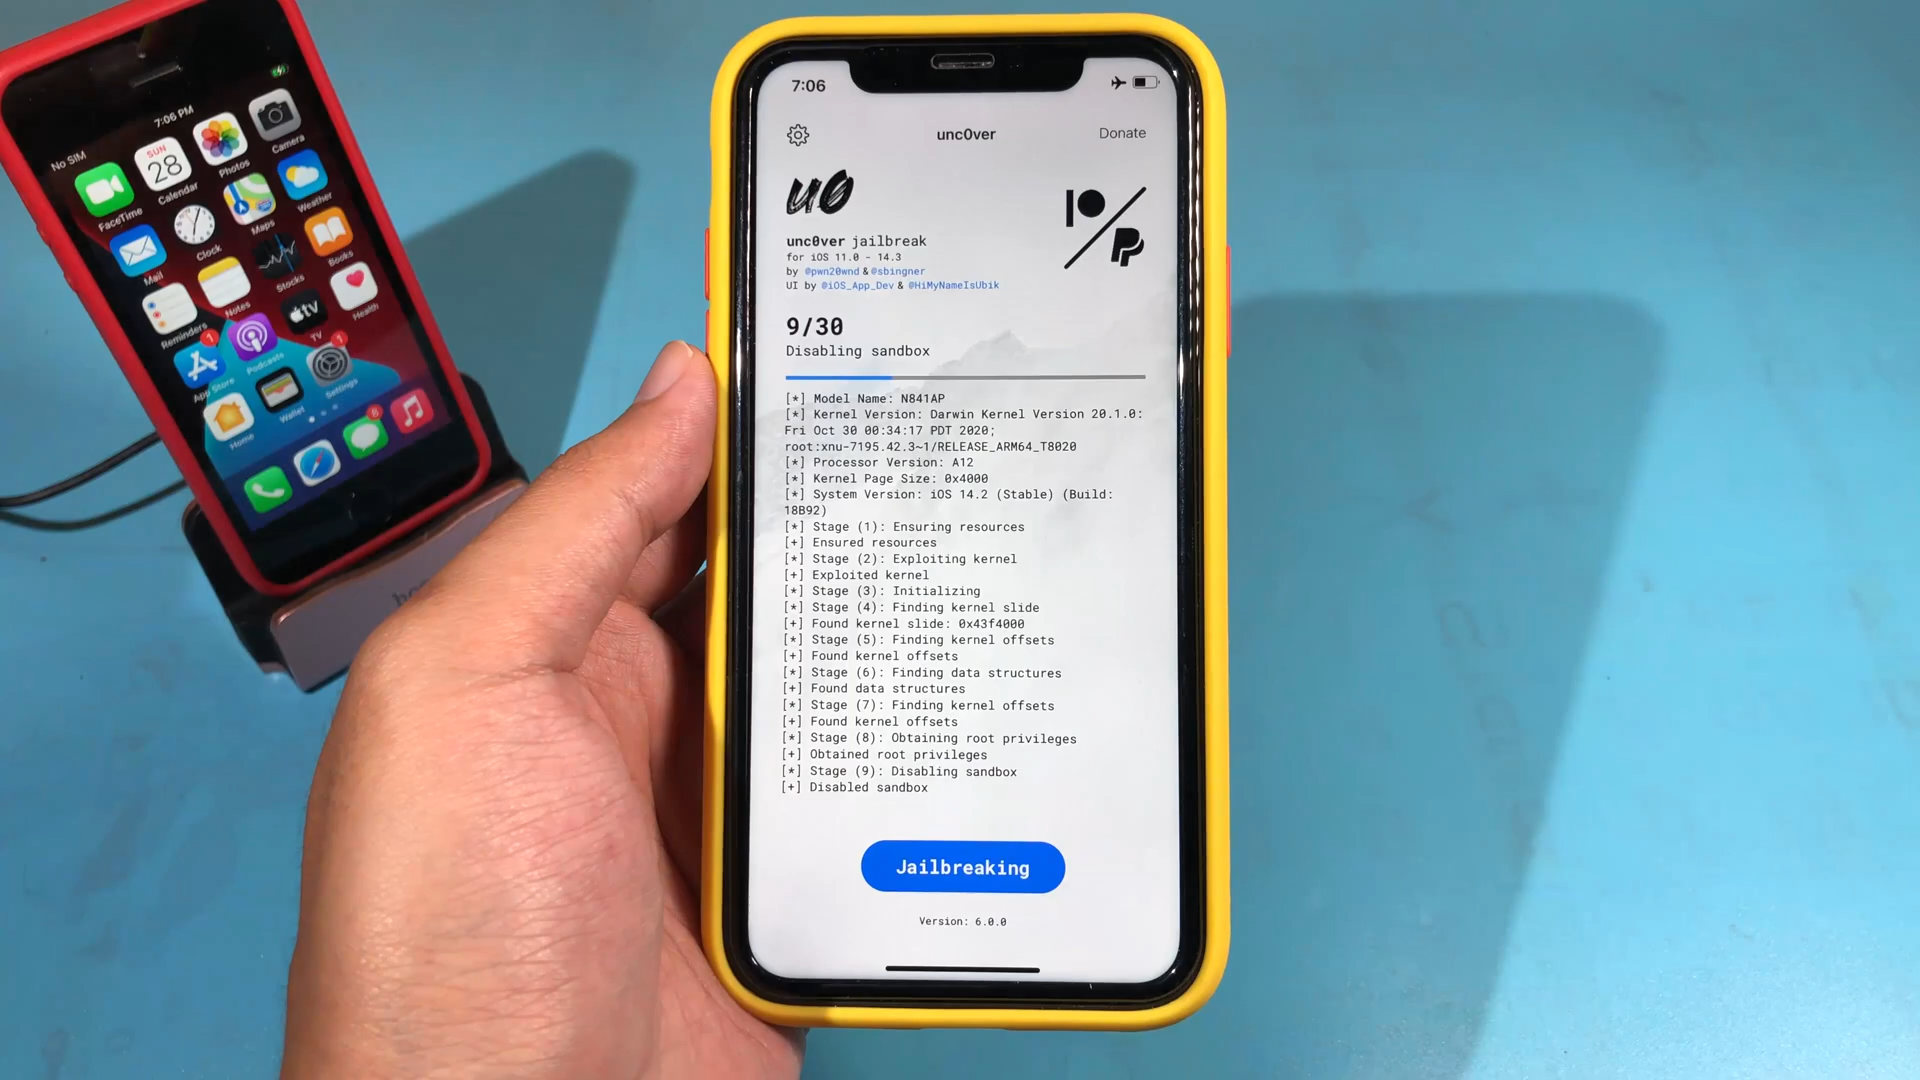 7:06 PM
No SIM
FaceTime
SUN
28
Calendar
Photos
Camera
Mail
Clock
Maps
Weather
Reminders
Notes
Stocks
Books
1
App Store
Podcasts
tv
TV
Health
Home
Wallet
1
Settings
8
7:06
unc0ver
Donate
u0
unc0ver jailbreak
for iOS 11.0 - 14.3
by @pwn20wnd & @sbingner
UI by @iOS_App_Dev & @HiMyNameIsUbik
9/30
Disabling sandbox
[*] Model Name: N841AP
[*] Kernel Version: Darwin Kernel Version 20.1.0:
Fri Oct 30 00:34:17 PDT 2020;
root:xnu-7195.42.3~1/RELEASE_ARM64_T8020
[*] Processor Version: A12
[*] Kernel Page Size: 0x4000
[*] System Version: iOS 14.2 (Stable) (Build:
18B92)
[*] Stage (1): Ensuring resources
[+] Ensured resources
[*] Stage (2): Exploiting kernel
[+] Exploited kernel
[*] Stage (3): Initializing
[*] Stage (4): Finding kernel slide
[+] Found kernel slide: 0x43f4000
[*] Stage (5): Finding kernel offsets
[+] Found kernel offsets
[*] Stage (6): Finding data structures
[+] Found data structures
[*] Stage (7): Finding kernel offsets
[+] Found kernel offsets
[*] Stage (8): Obtaining root privileges
[+] Obtained root privileges
[*] Stage (9): Disabling sandbox
[+] Disabled sandbox
Jailbreaking
Version: 6.0.0